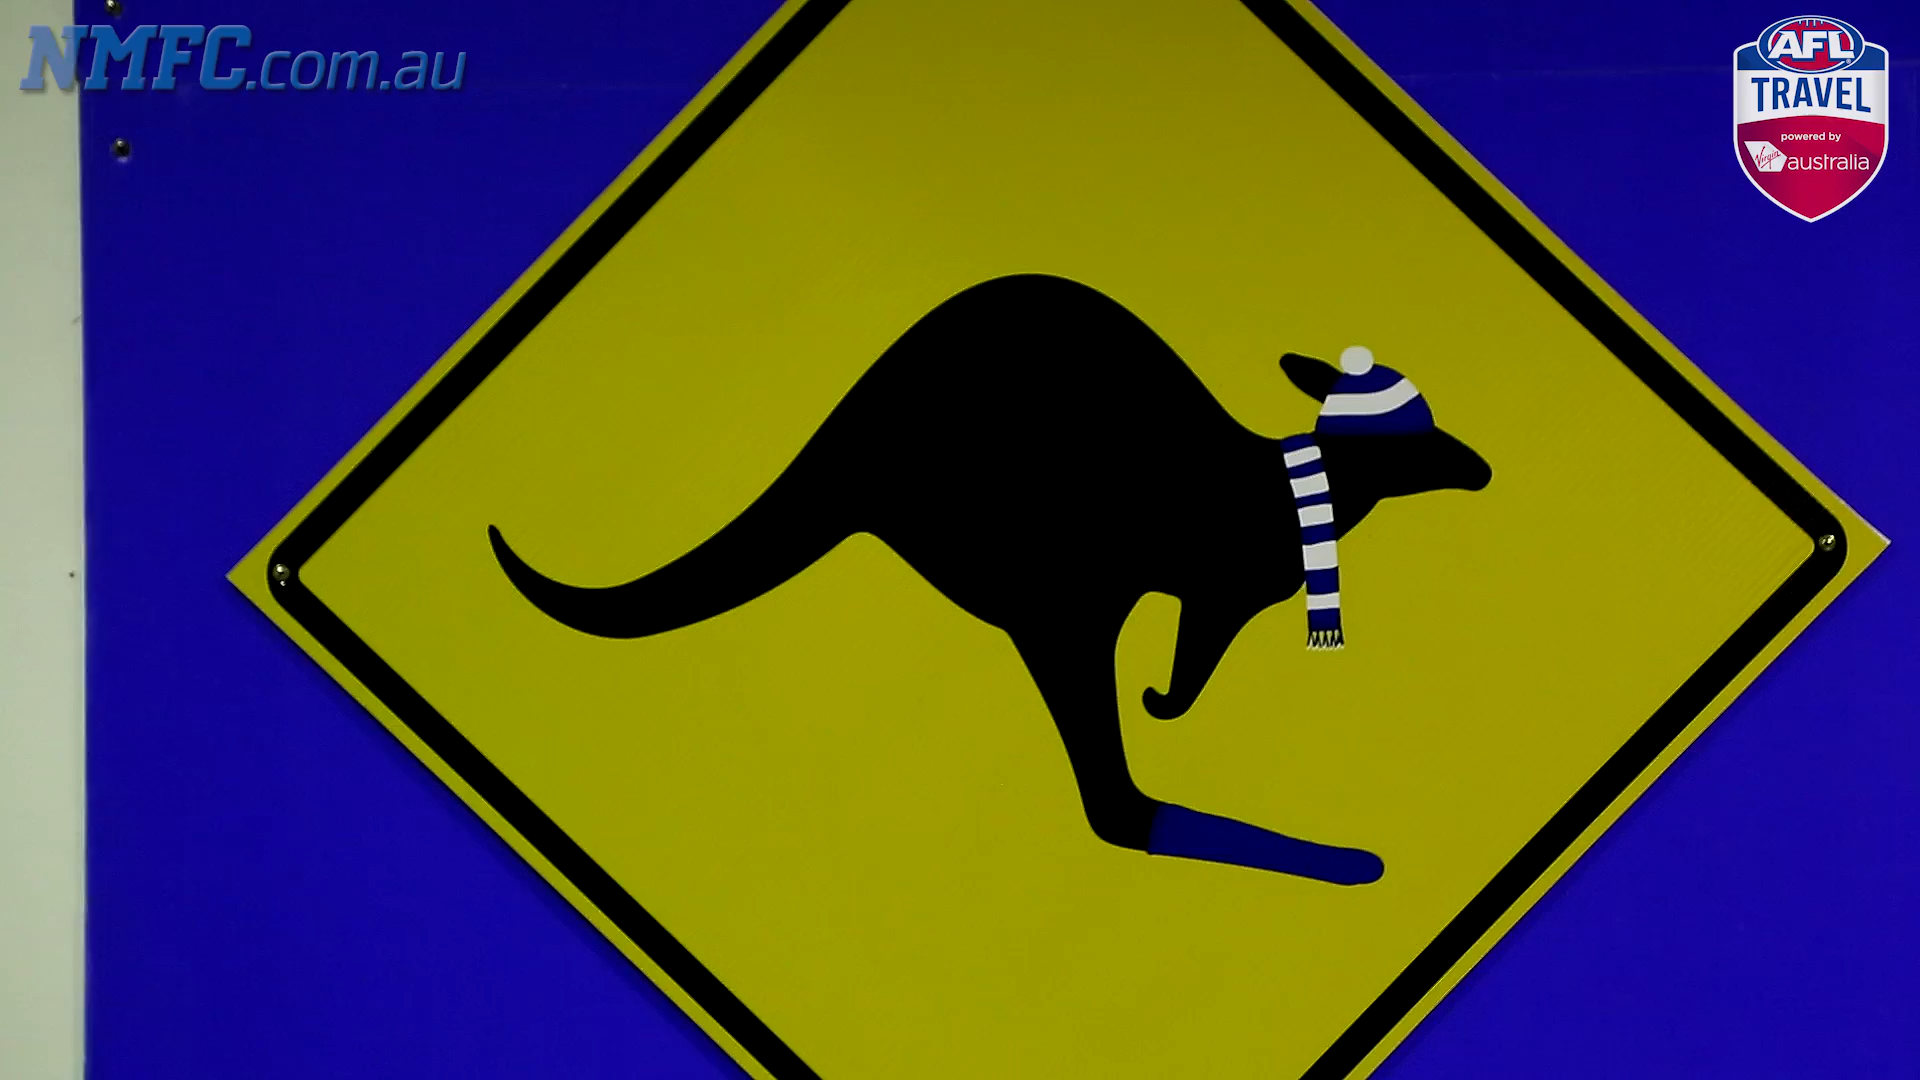 NMFC.com.au
AFL
TRAVEL
powered by
Virgin australia